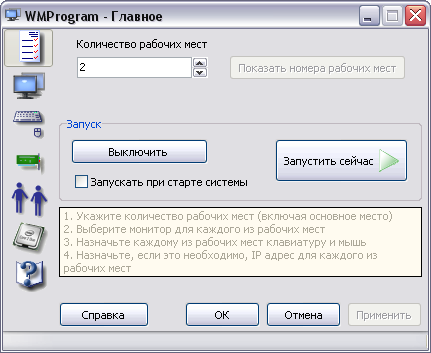 WMProgram - Главное
Количество рабочих мест
2
Показать номера рабочих мест
Запуск
Выключить
Запустить сейчас
Запускать при старте системы
1. Укажите количество рабочих мест (включая основное место)
2. Выберите монитор для каждого из рабочих мест
3. Назначьте каждому из рабочих мест клавиатуру и мышь
4. Назначьте, если это необходимо, IP адрес для каждого из
рабочих мест
Справка
OK
Отмена
Применить